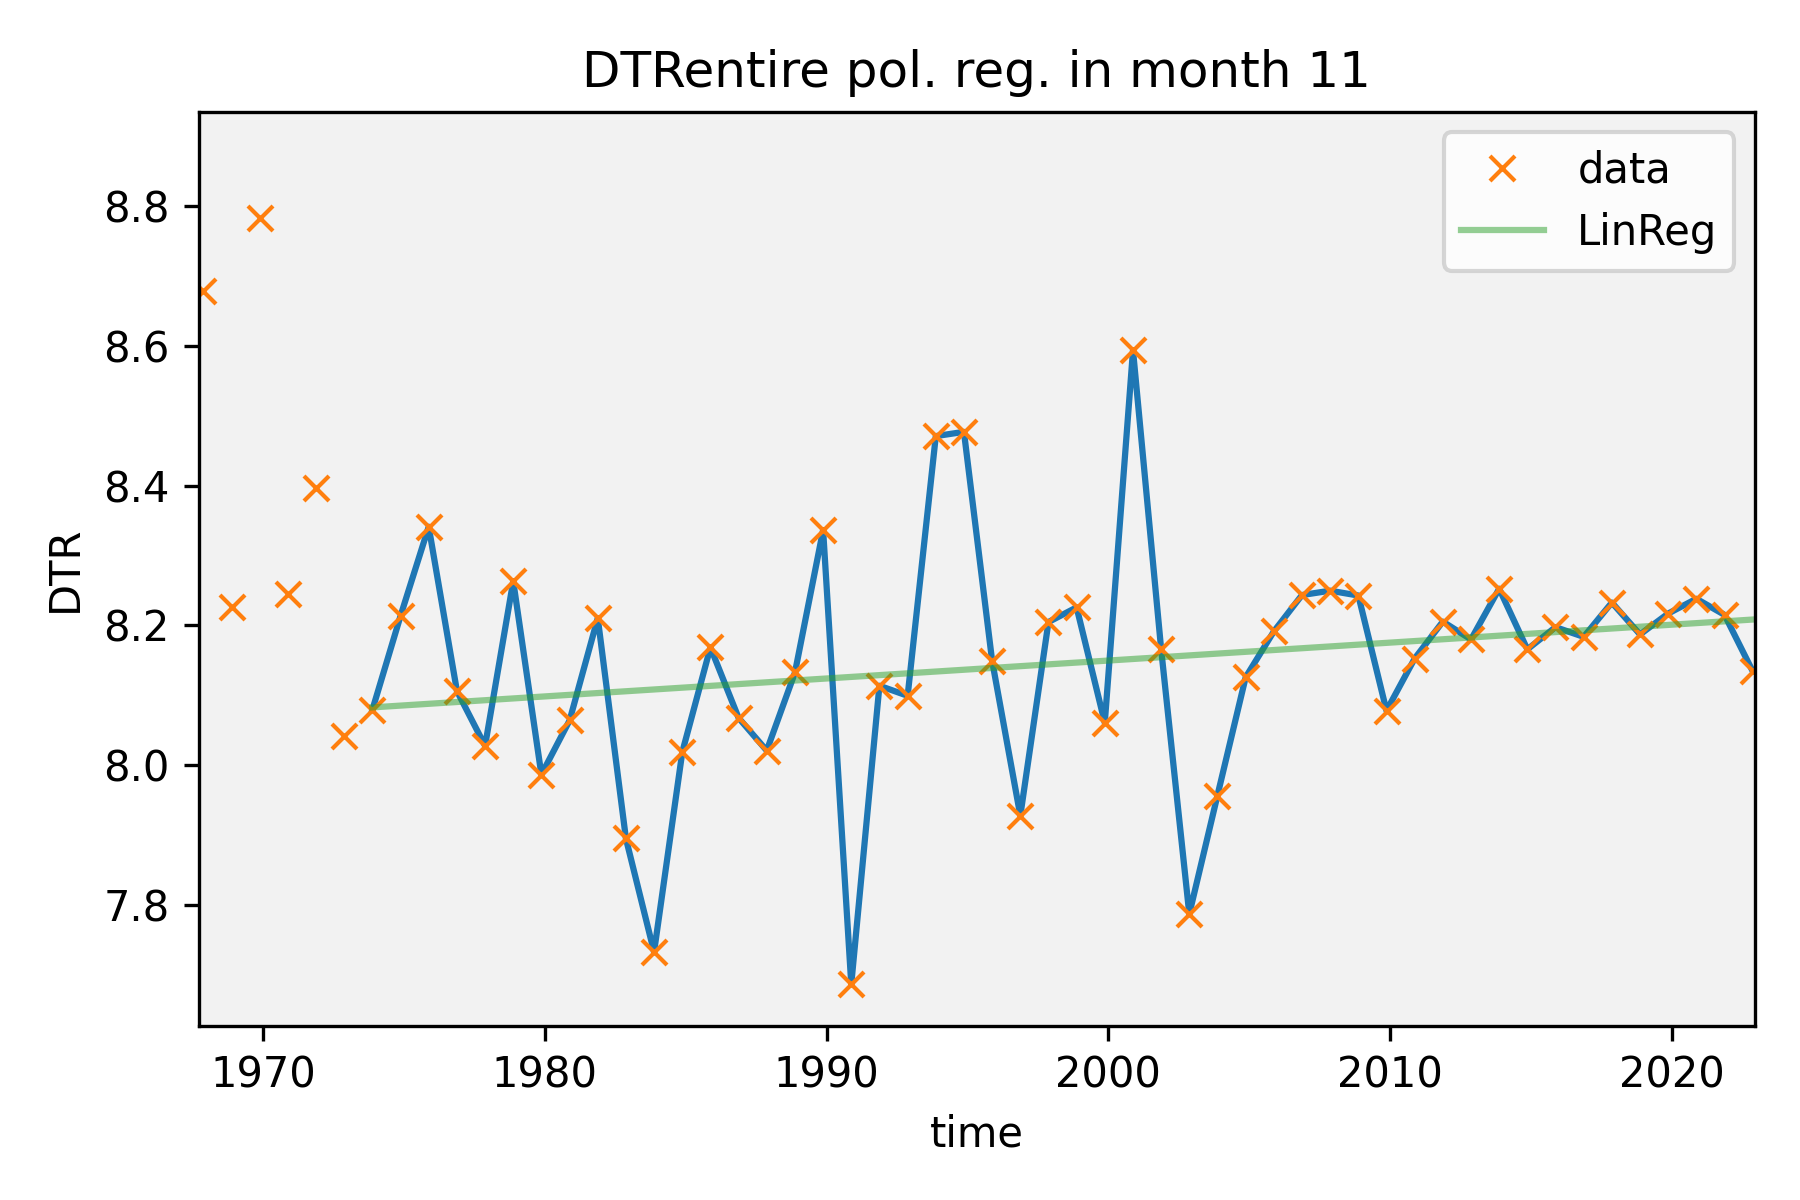 DTRentire pol. reg. in month 11
data
LinReg
8.8
8.6
8.4
8.2
8.0
7.8
DTR
1970 1980 1990 2000 2010 2020
time